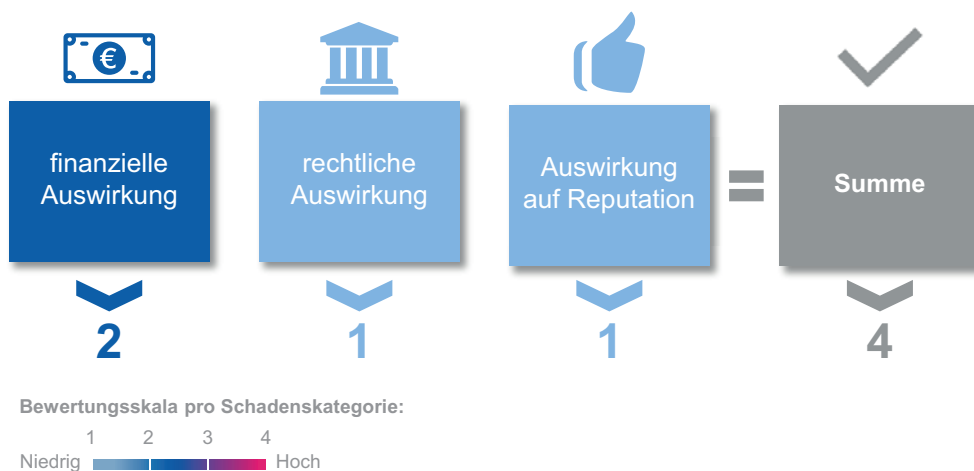 €
finanzielle
Auswirkung
rechtliche
Auswirkung
Auswirkung
auf Reputation
=
Summe
2
1
1
4
Bewertungsskala pro Schadenskategorie:
1 2 3 4
Niedrig Hoch